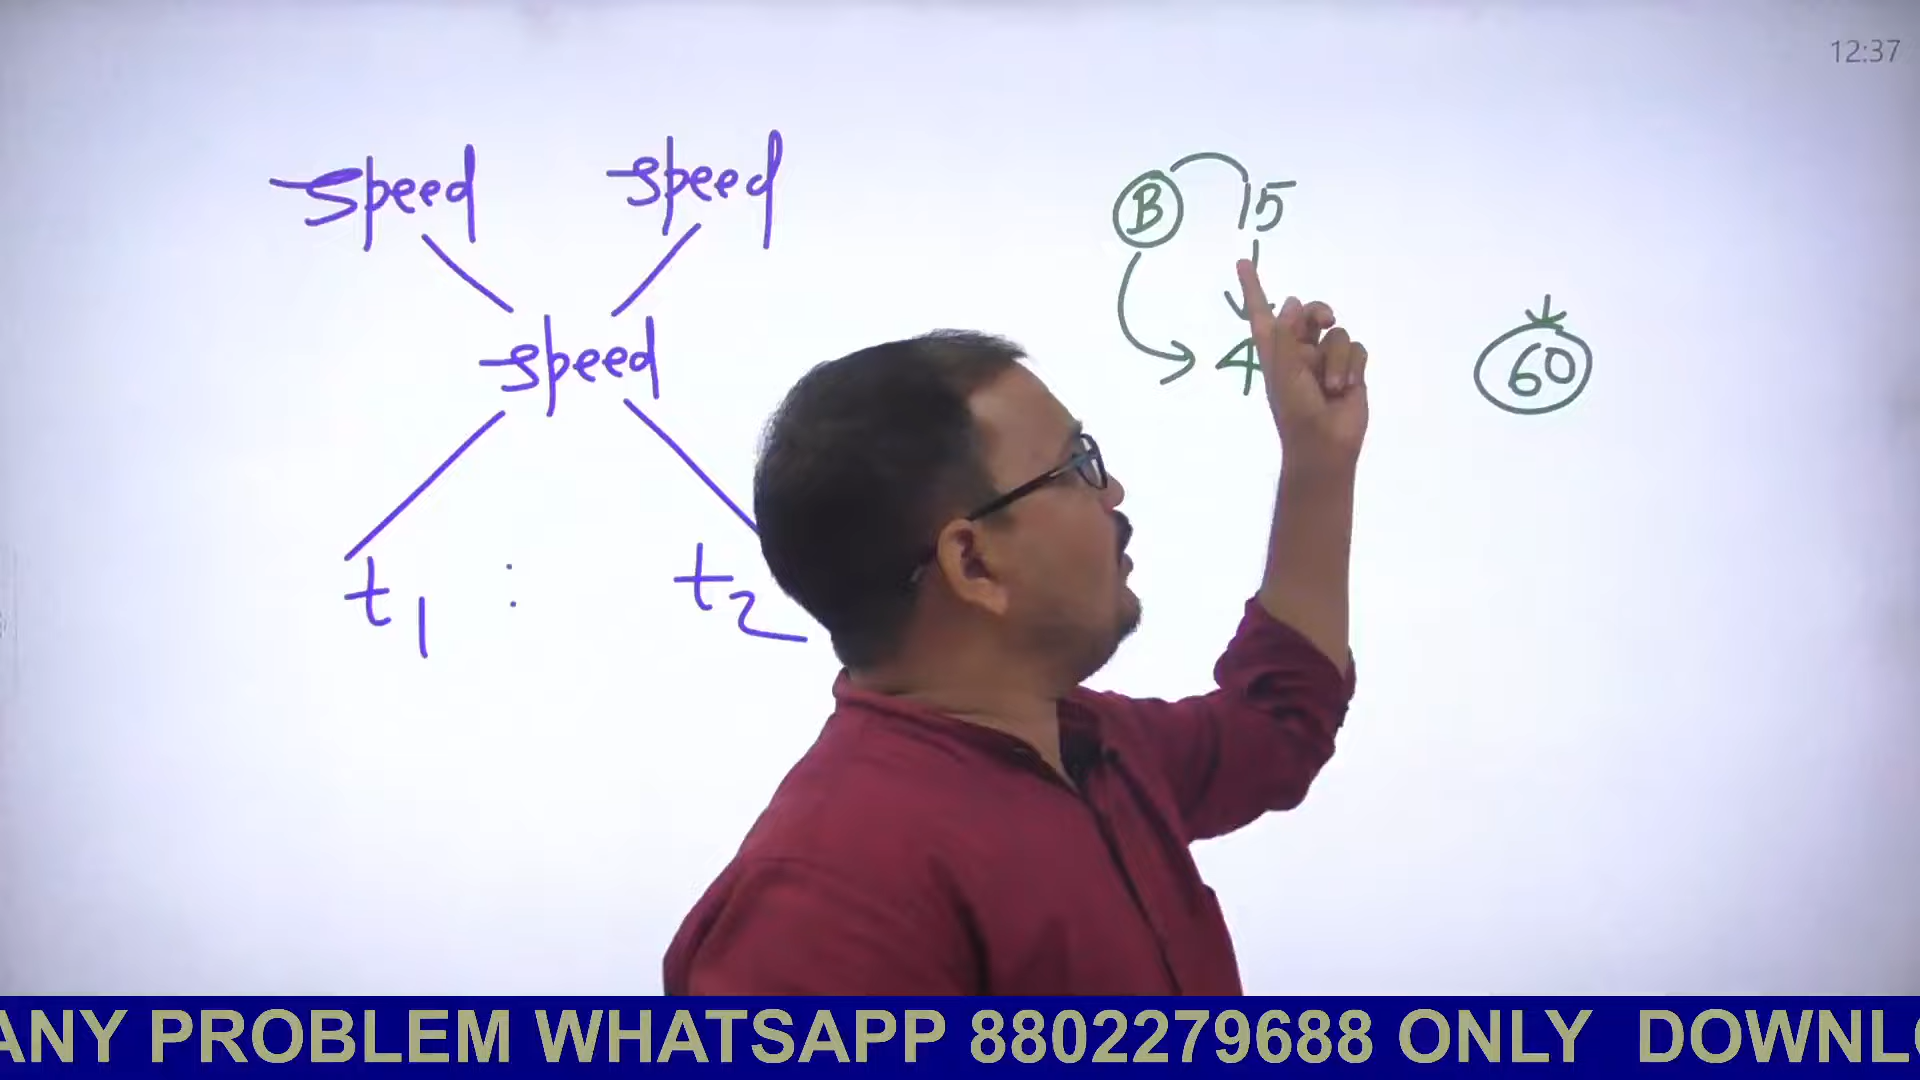 12:37
speed speed
speed
t1 : t2
B 15
4
60
ANY PROBLEM WHATSAPP 8802279688 ONLY DOWNL